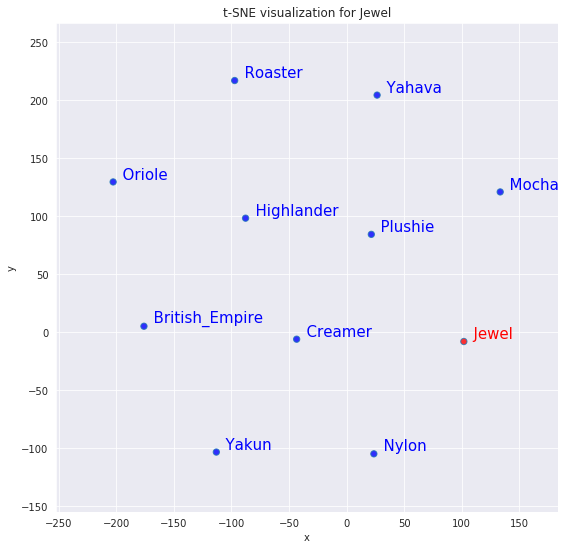 t-SNE visualization for Jewel
250
200
150
100
50
0
−50
−100
−150
y
Roaster
Yahava
Oriole
Mocha
Highlander
Plushie
British_Empire
Creamer
Jewel
Yakun
Nylon
−250 −200 −150 −100 −50 0 50 100 150
x